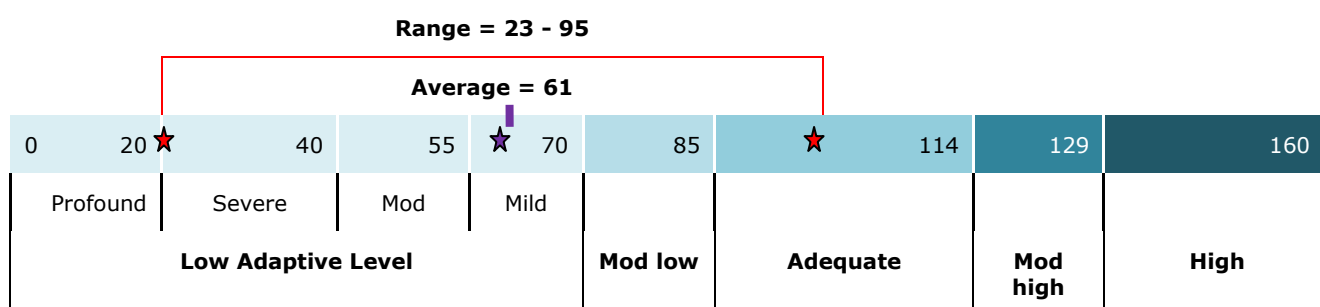 Range = 23 - 95
Average = 61
0 20 40 55 70 85 114 129 160
Profound Severe Mod Mild
Low Adaptive Level Mod low Adequate Mod high High